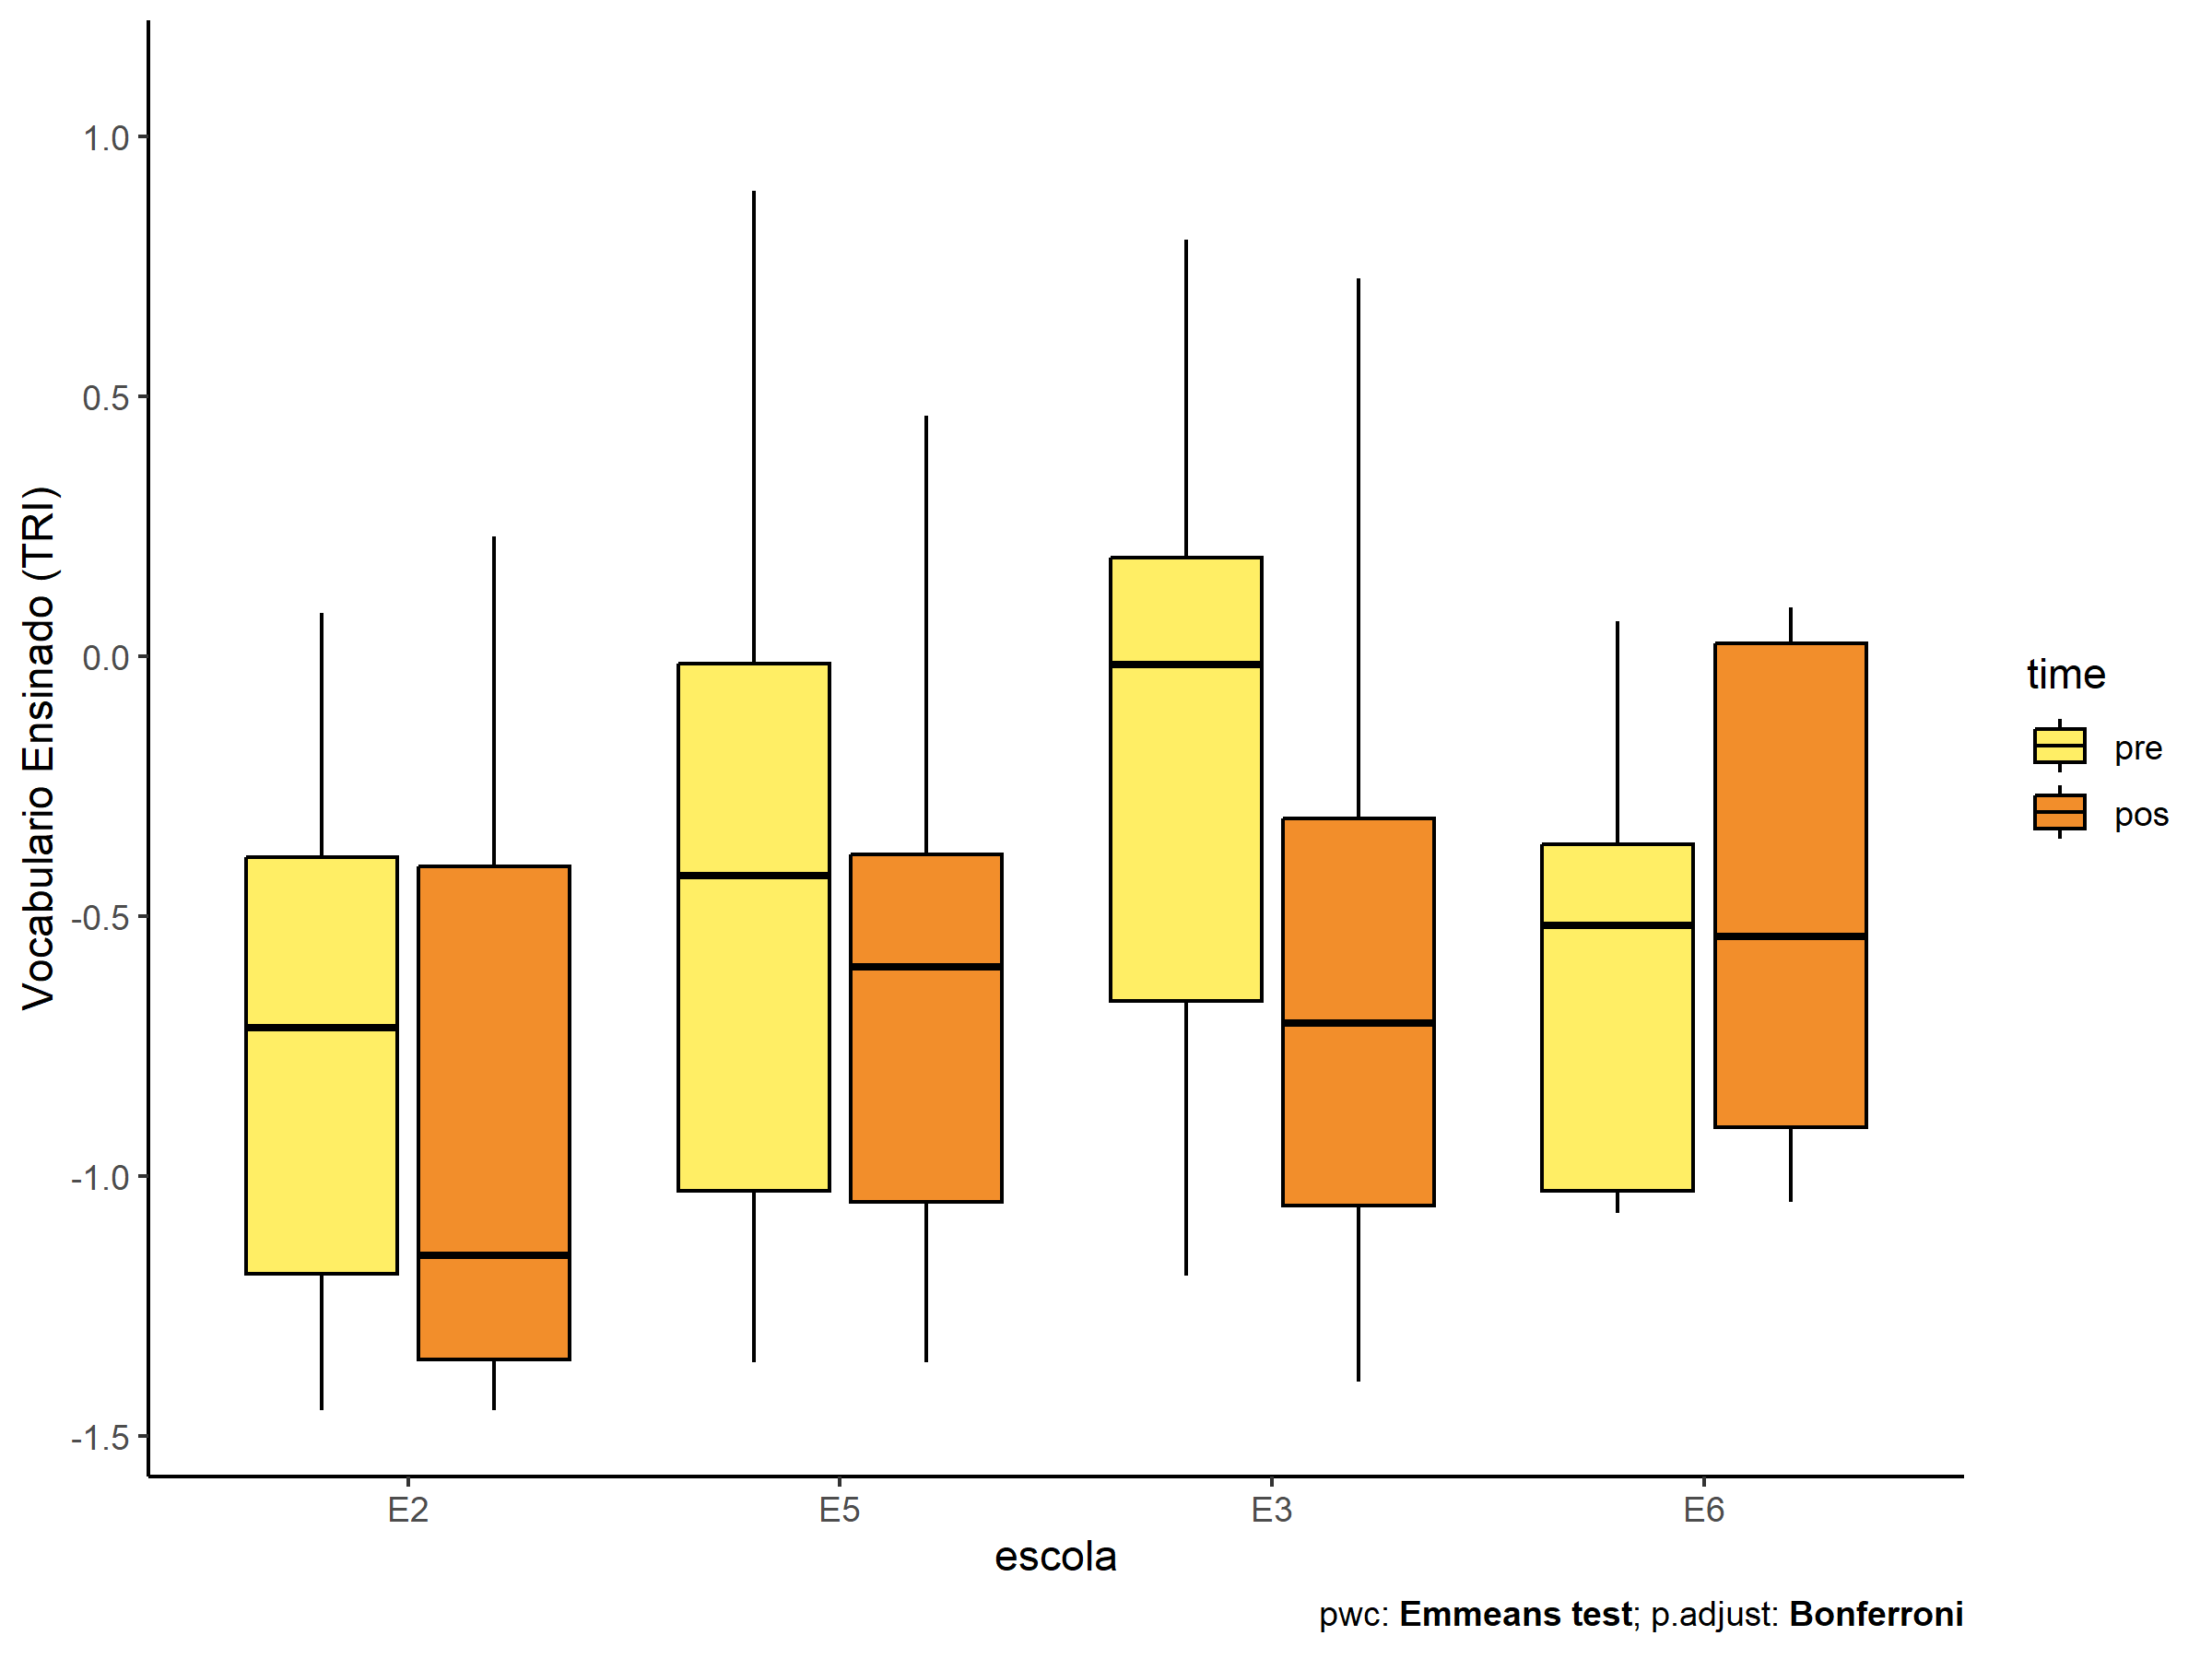 Vocabulario Ensinado (TRI)
1.0
0.5
0.0
-0.5
-1.0
-1.5
E2 E5 E3 E6
escola
time
pre
pos
pwc: Emmeans test; p.adjust: Bonferroni